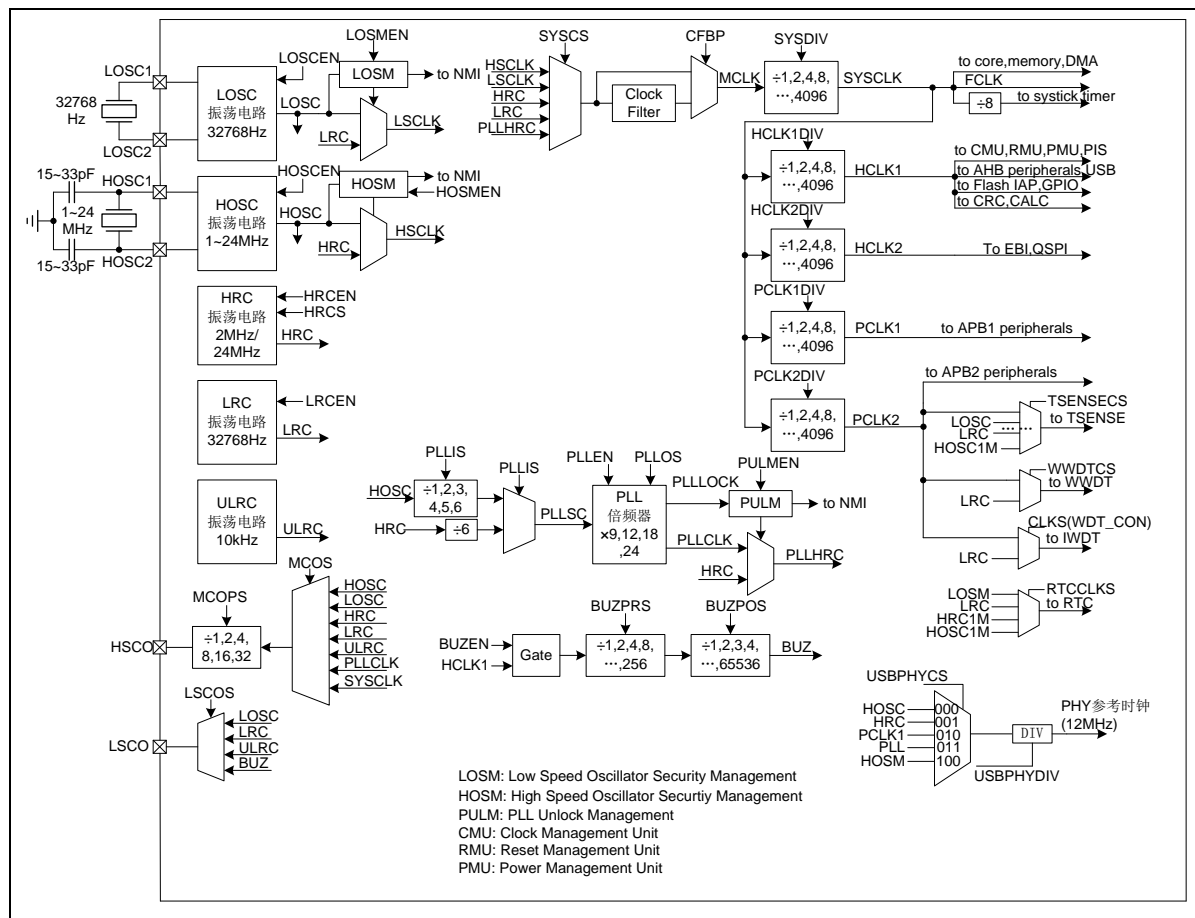 LOSMEN
LOSCEN
LOSC1
LOSC
振荡电路
32768Hz
32768
Hz
LOSC2
LOSM
to NMI
LOSC
LRC
LSCLK
15~33pF
HOSC1
1~24
MHz
HOSC2
15~33pF
HOSCEN
HOSC
振荡电路
1~24MHz
HOSM
to NMI
HOSMEN
HOSC
HRC
HSCLK
HRC
振荡电路
2MHz/
24MHz
HRCEN
HRCS
HRC
LRC
振荡电路
32768Hz
LRCEN
LRC
ULRC
振荡电路
10kHz
ULRC
SYSCS
HSCLK
LSCLK
HRC
LRC
PLLHRC
Clock
Filter
CFBP
MCLK
SYSDIV
÷1,2,4,8,
…,4096
SYSCLK
to core,memory,DMA
FCLK
÷8
to systick timer
HCLK1DIV
÷1,2,4,8,
…,4096
HCLK1
to CMU,RMU,PMU,PIS
to AHB peripherals,USB
to Flash IAP,GPIO
to CRC,CALC
HCLK2DIV
÷1,2,4,8,
…,4096
HCLK2
To EBI,QSPI
PCLK1DIV
÷1,2,4,8,
…,4096
PCLK1
to APB1 peripherals
PCLK2DIV
÷1,2,4,8,
…,4096
PCLK2
to APB2 peripherals
TSENSECS
LOSC
LRC
…
…
HOSC1M
to TSENSE
WWDTCS
to WWDT
LRC
CLKS(WDT_CON)
to IWDT
LRC
RTCCLKS
LOSM
LRC
HRC1M
HOSC1M
to RTC
PLLIS
HOSC
÷1,2,3,
4,5,6
HRC
÷6
PLLIS
PLLSC
PLLEN
PLLOS
PLL
倍频器
×9,12,18
,24
PLLLOCK
PULMEN
PULM
to NMI
PLLCLK
HRC
PLLHRC
MCOS
HOSC
LOSC
HRC
LRC
ULRC
PLLCLK
SYSCLK
MCOPS
÷1,2,4,
8,16,32
HSCO
LSCOS
LOSC
LRC
ULRC
BUZ
LSCO
BUZEN
HCLK1
Gate
BUZPRS
÷1,2,4,8,
…,256
BUZPOS
÷1,2,3,4,
…,65536
BUZ
USBPHYCS
HOSC 000
HRC 001
PCLK1 010
PLL 011
HOSM 100
DIV
USBPHYDIV
PHY参考时钟
(12MHz)
LOSM: Low Speed Oscillator Security Management
HOSM: High Speed Oscillator Securtiy Management
PULM: PLL Unlock Management
CMU: Clock Management Unit
RMU: Reset Management Unit
PMU: Power Management Unit